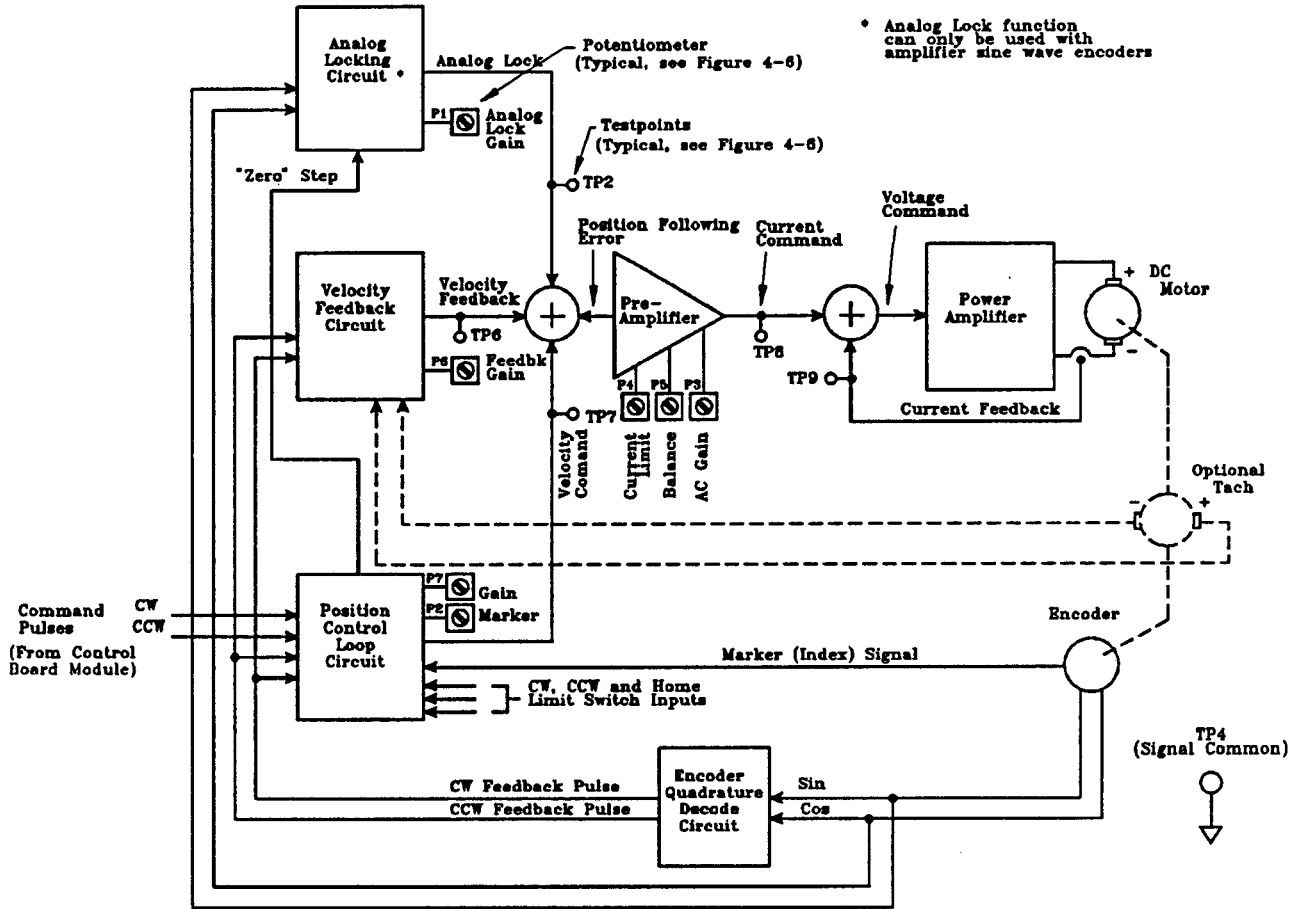 Analog
Locking
Circuit *
Analog Lock
Potentiometer
(Typical, see Figure 4-6)
* Analog Lock function
can only be used with
amplifier sine wave encoders
P1
Analog
Lock
Gain
Testpoints
(Typical, see Figure 4-6)
"Zero" Step
TP2
Velocity
Feedback
Circuit
Velocity
Feedback
TP6
P6
Feedbk
Gain
+
Position Following
Error
Pre-
Amplifier
P4
P5
P3
Current
Limit
Balance
AC Gain
TP7
Velocity
Comand
Current
Command
TP8
+
Voltage
Command
TP9
Current Feedback
Power
Amplifier
+
-
DC
Motor
Optional
Tach
-
+
Command
Pulses
(From Control
Board Module)
CW
CCW
Position
Control
Loop
Circuit
P7
Gain
P2
Marker
Marker (Index) Signal
CW, CCW and Home
Limit Switch Inputs
Encoder
TP4
(Signal Common)
CW Feedback Pulse
CCW Feedback Pulse
Encoder
Quadrature
Decode
Circuit
Sin
Cos